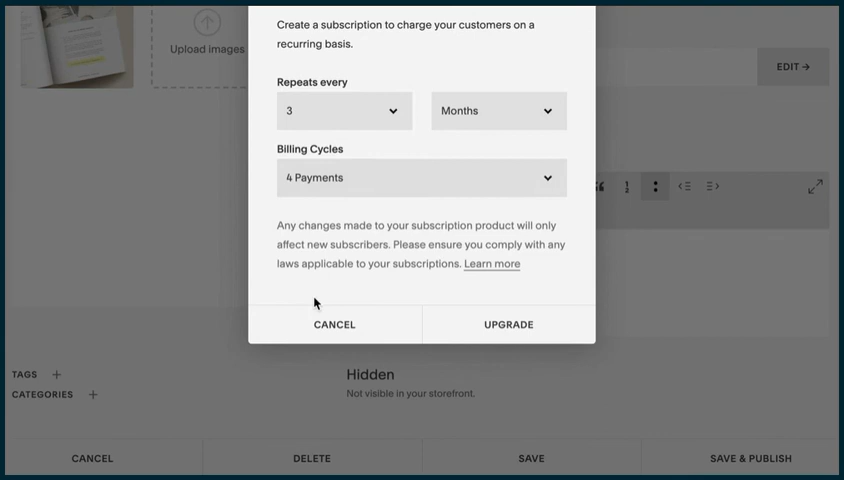 Create a subscription to charge your customers on a
recurring basis.
Upload images
EDIT →
Repeats every
3
Months
Billing Cycles
4 Payments
Any changes made to your subscription product will only
affect new subscribers. Please ensure you comply with any
laws applicable to your subscriptions. Learn more
CANCEL
UPGRADE
TAGS +
CATEGORIES +
Hidden
Not visible in your storefront.
CANCEL
DELETE
SAVE
SAVE & PUBLISH